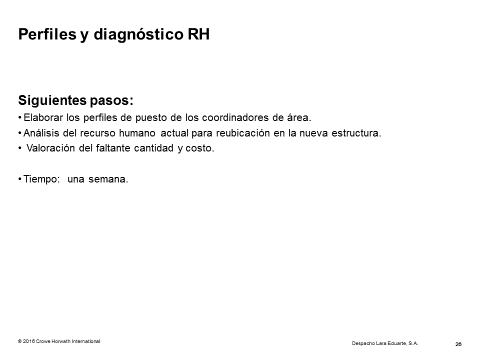 Perfiles y diagnóstico RH
Siguientes pasos:
• Elaborar los perfiles de puesto de los coordinadores de área.
• Análisis del recurso humano actual para reubicación en la nueva estructura.
• Valoración del faltante cantidad y costo.
• Tiempo: una semana.
© 2016 Crowe Horwath International
Despacho Lara Eduarte, S.A.
26